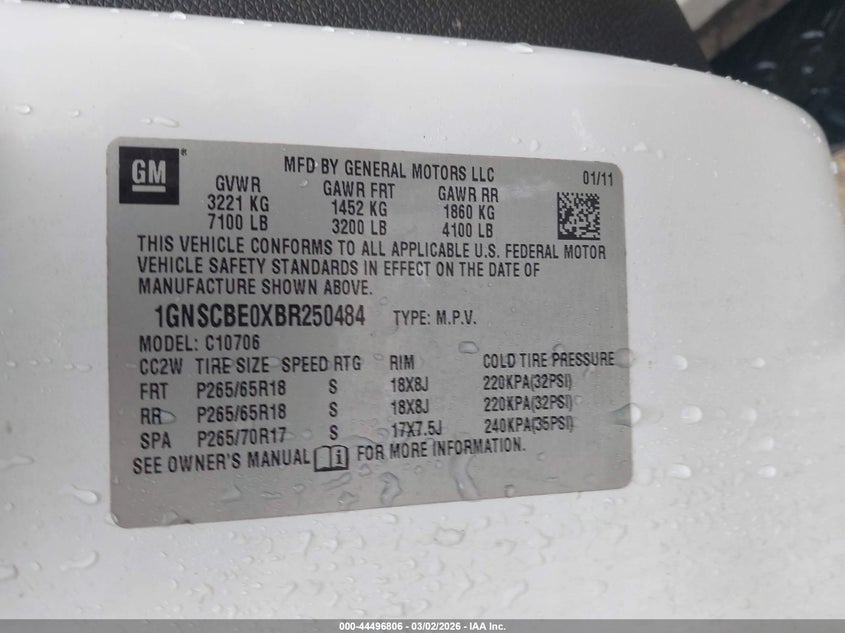 GM ®
MFD BY GENERAL MOTORS LLC 01/11
GVWR GAWR FRT GAWR RR
3221 KG 1452 KG 1860 KG
7100 LB 3200 LB 4100 LB
THIS VEHICLE CONFORMS TO ALL APPLICABLE U.S. FEDERAL MOTOR
VEHICLE SAFETY STANDARDS IN EFFECT ON THE DATE OF
MANUFACTURE SHOWN ABOVE.
1GNSCBE0XBR250484 TYPE: M.P.V.
MODEL: C10706
CC2W TIRE SIZE SPEED RTG RIM COLD TIRE PRESSURE
FRT P265/65R18 S 18X8J 220KPA(32PSI)
RR P265/65R18 S 18X8J 220KPA(32PSI)
SPA P265/70R17 S 17X7.5J 240KPA(35PSI)
SEE OWNER'S MANUAL i FOR MORE INFORMATION.
000-44496806 - 03/02/2026 - IAA Inc.